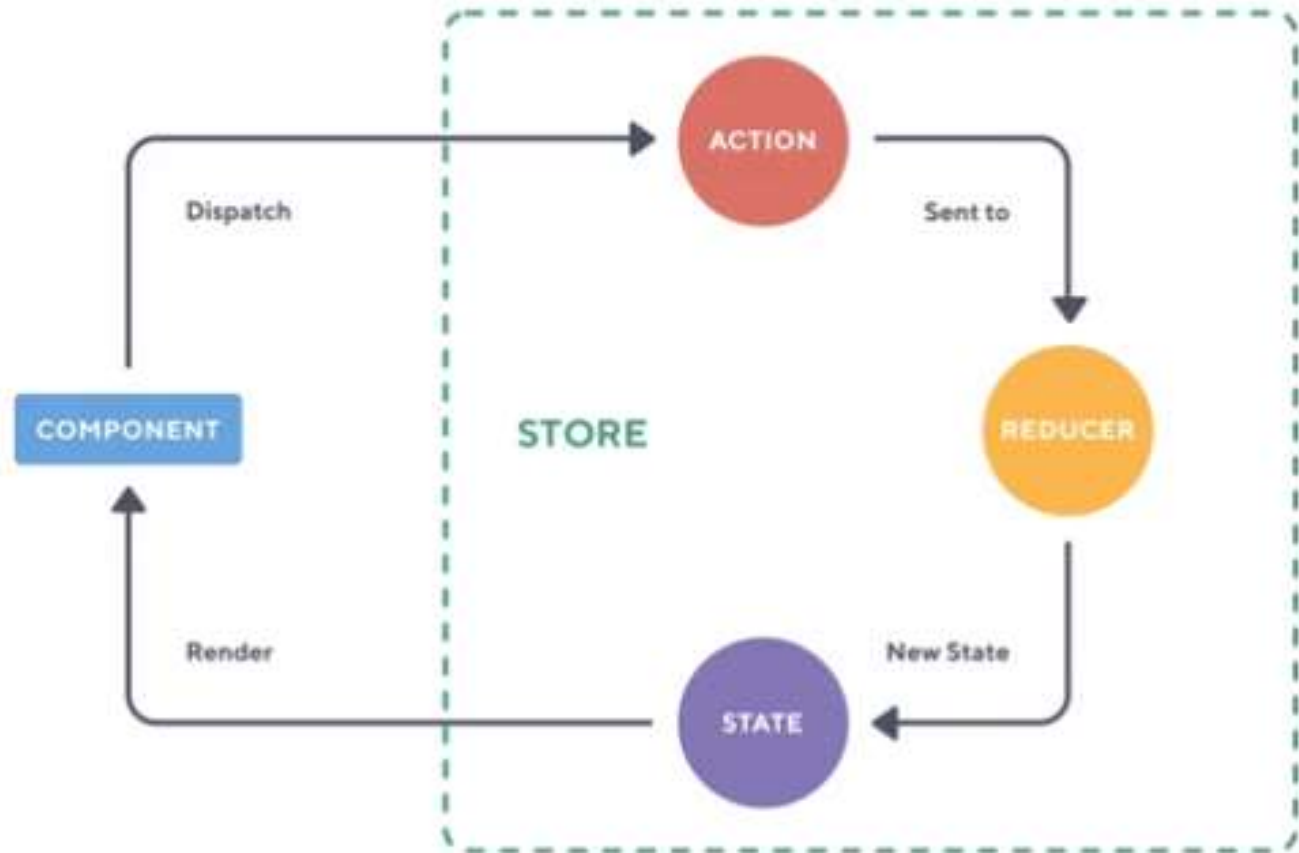 ACTION
Dispatch
Sent to
COMPONENT
STORE
REDUCER
Render
New State
STATE